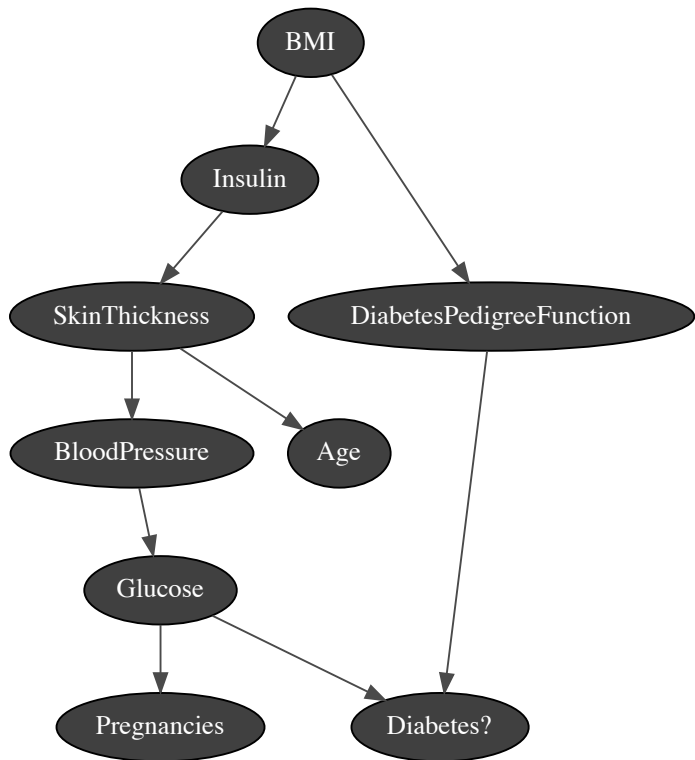 BMI
Insulin
SkinThickness
DiabetesPedigreeFunction
BloodPressure
Age
Glucose
Pregnancies
Diabetes?